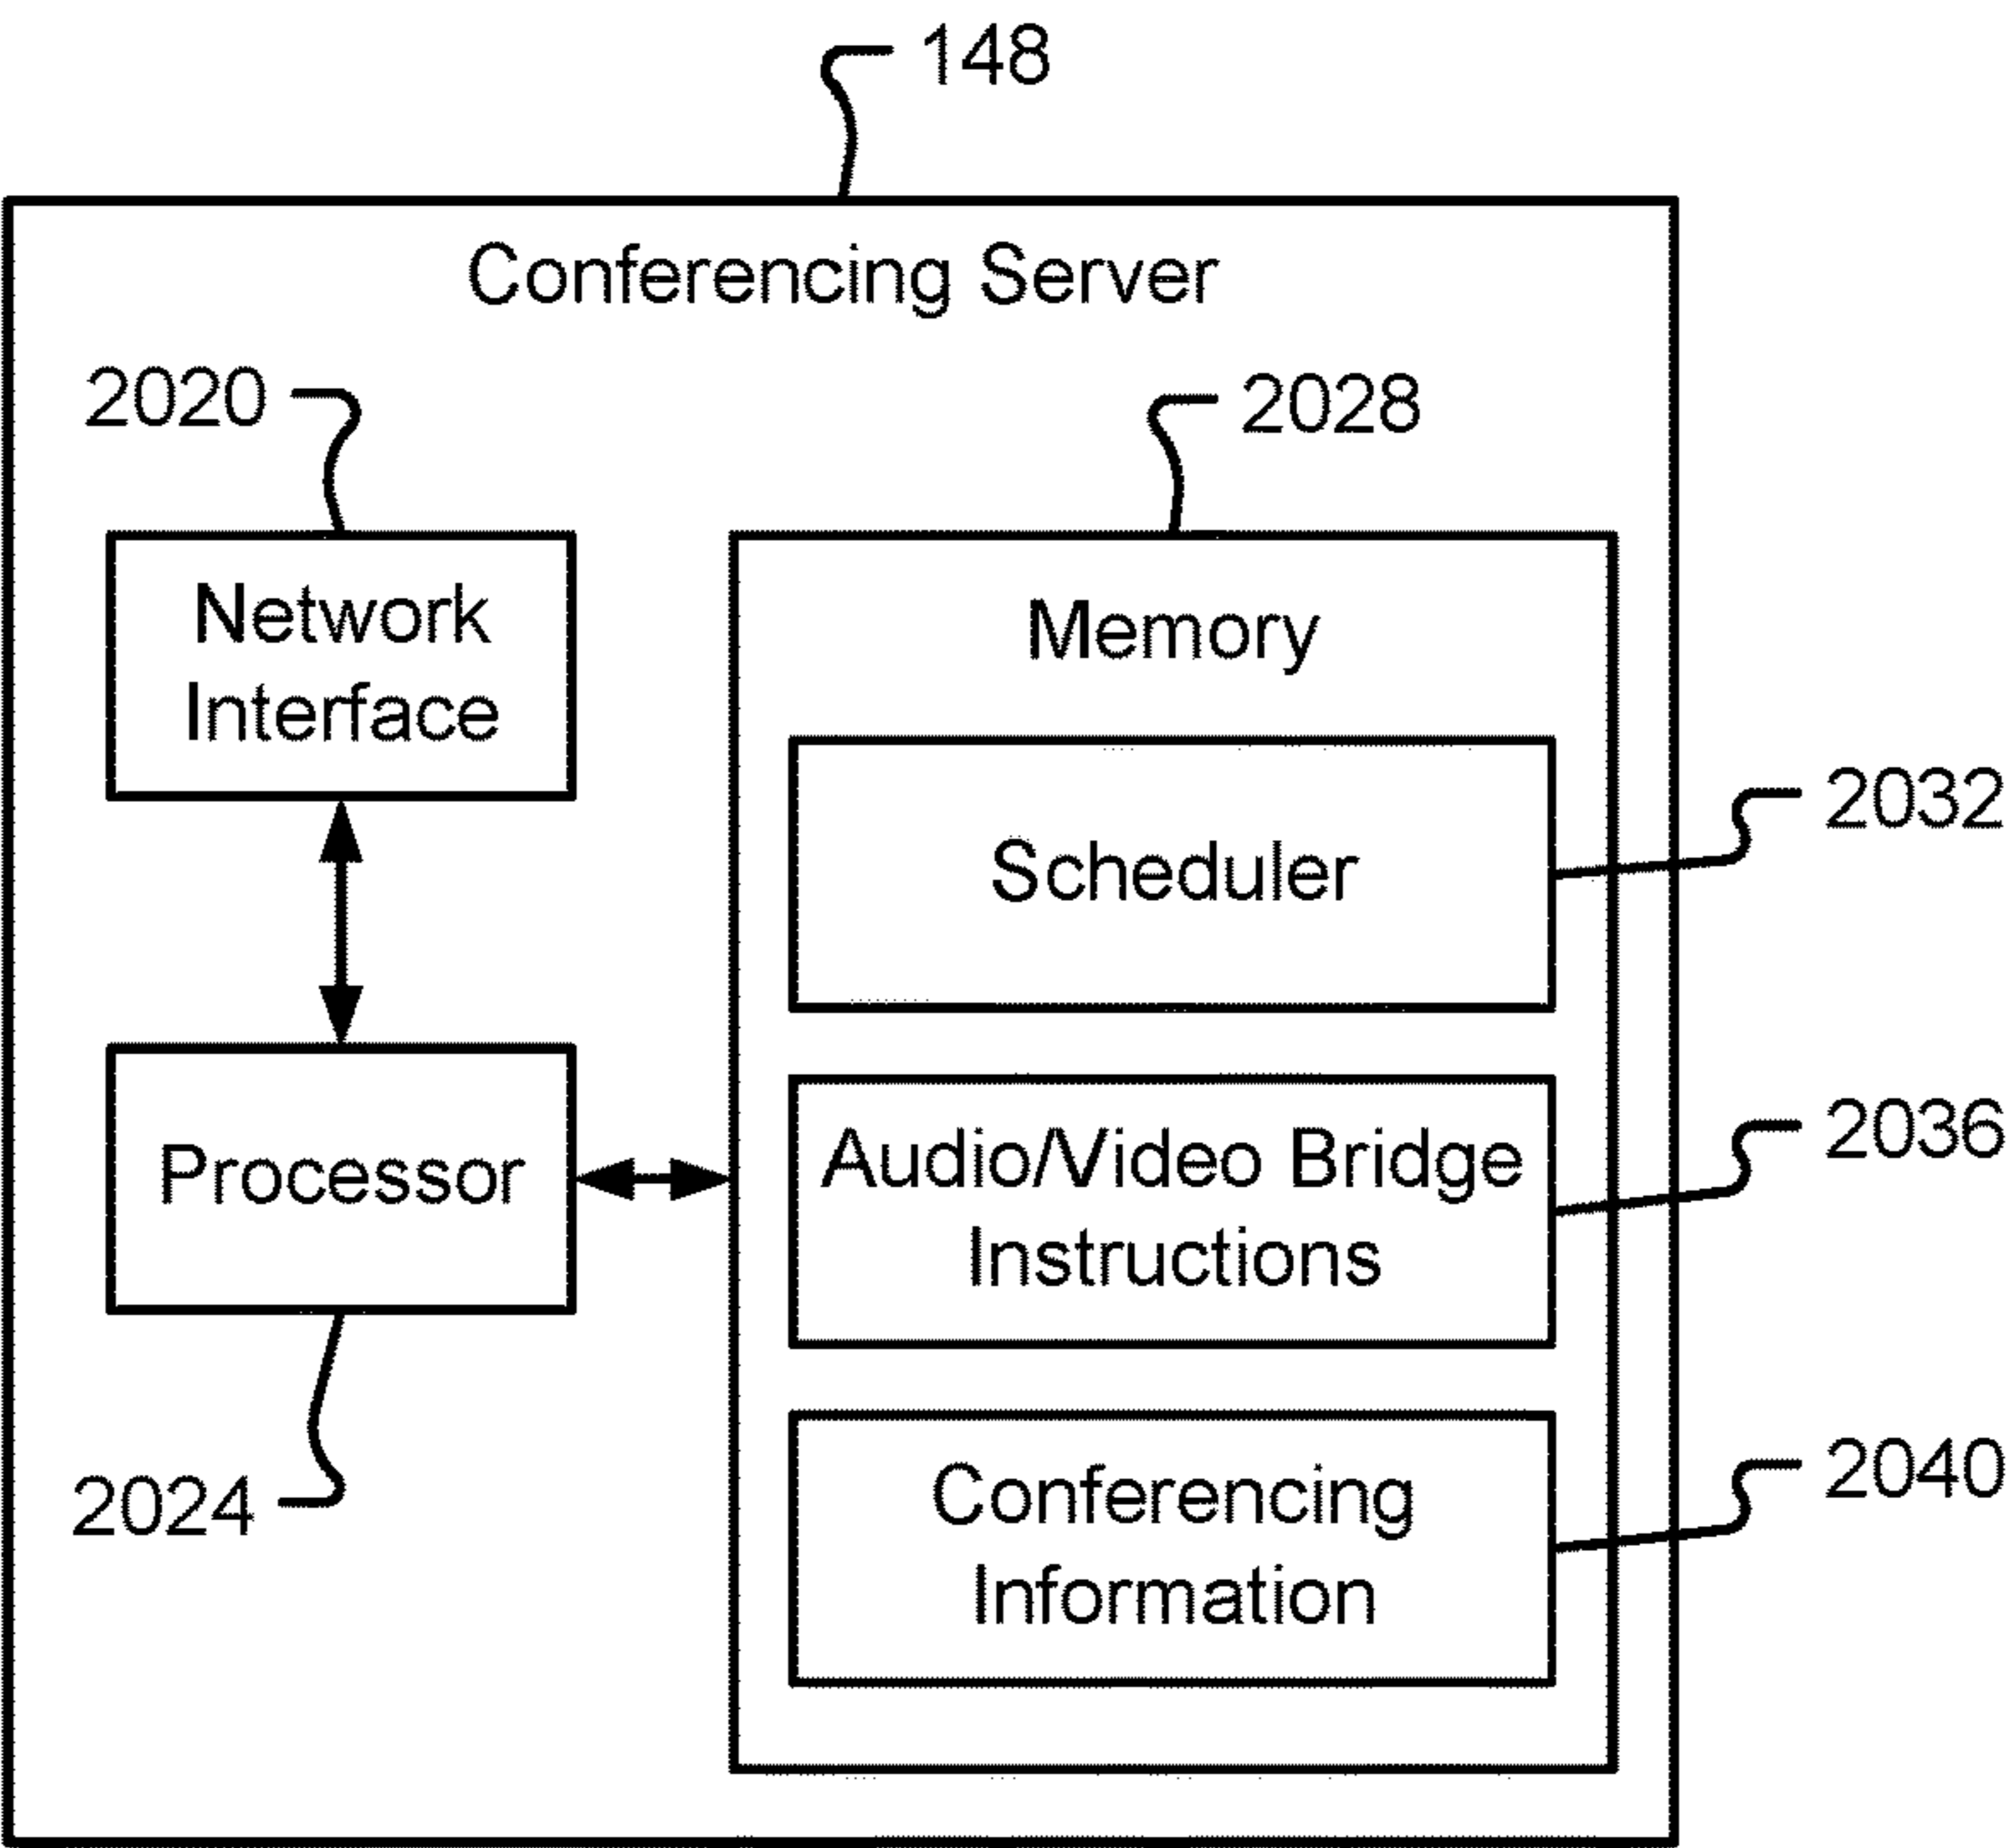 148
Conferencing Server
2020
2028
Network
Interface
Memory
Scheduler
2032
Processor
Audio/Video Bridge
Instructions
2036
2024
Conferencing
Information
2040